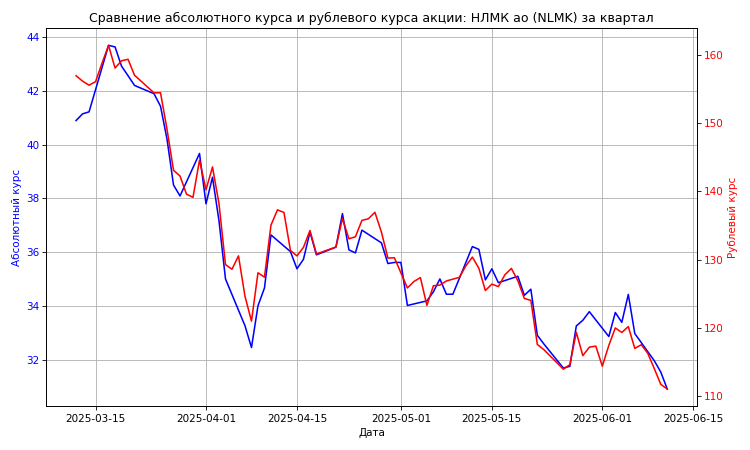 Сравнение абсолютного курса и рублевого курса акции: НЛМК ао (NLMK) за квартал
44
42
40
38
36
34
32
Абсолютный курс
160
150
140
130
120
110
Рублевый курс
2025-03-15 2025-04-01 2025-04-15 2025-05-01 2025-05-15 2025-06-01 2025-06-15
Дата